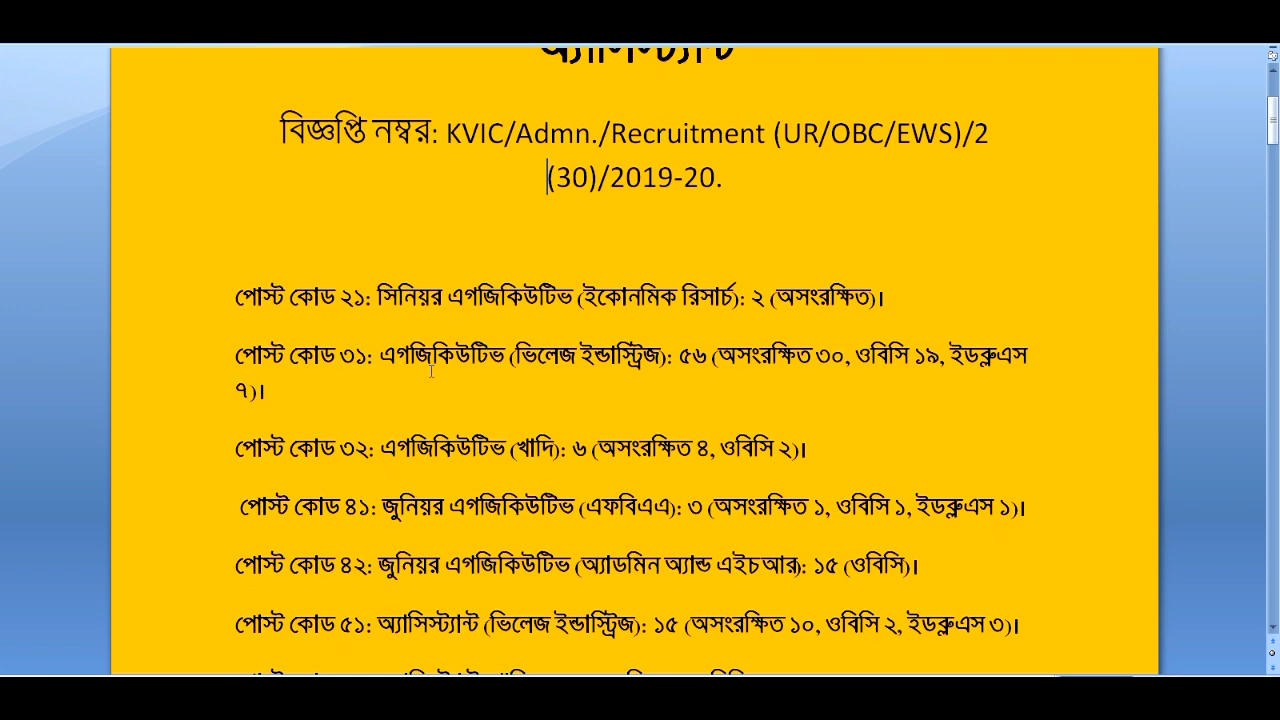 অ্যাসিস্ট্যান্ট
বিজ্ঞপ্তি নম্বর: KVIC/Admn./Recruitment (UR/OBC/EWS)/2
(30)/2019-20.
পোস্ট কোড ২১: সিনিয়র এগজিকিউটিভ (ইকোনমিক রিসার্চ): ২ (অসংরক্ষিত)।
পোস্ট কোড ৩১: এগজিকিউটিভ (ভিলেজ ইন্ডাস্ট্রিজ): ৫৬ (অসংরক্ষিত ৩০, ওবিসি ১৯, ইডব্লুএস
৭)।
পোস্ট কোড ৩২: এগজিকিউটিভ (খাদি): ৬ (অসংরক্ষিত ৪, ওবিসি ২)।
পোস্ট কোড ৪১: জুনিয়র এগজিকিউটিভ (এফবিএএ): ৩ (অসংরক্ষিত ১, ওবিসি ১, ইডব্লুএস ১)।
পোস্ট কোড ৪২: জুনিয়র এগজিকিউটিভ (অ্যাডমিন অ্যান্ড এইচআর): ১৫ (ওবিসি)।
পোস্ট কোড ৫১: অ্যাসিস্ট্যান্ট (ভিলেজ ইন্ডাস্ট্রিজ): ১৫ (অসংরক্ষিত ১০, ওবিসি ২, ইডব্লুএস ৩)।